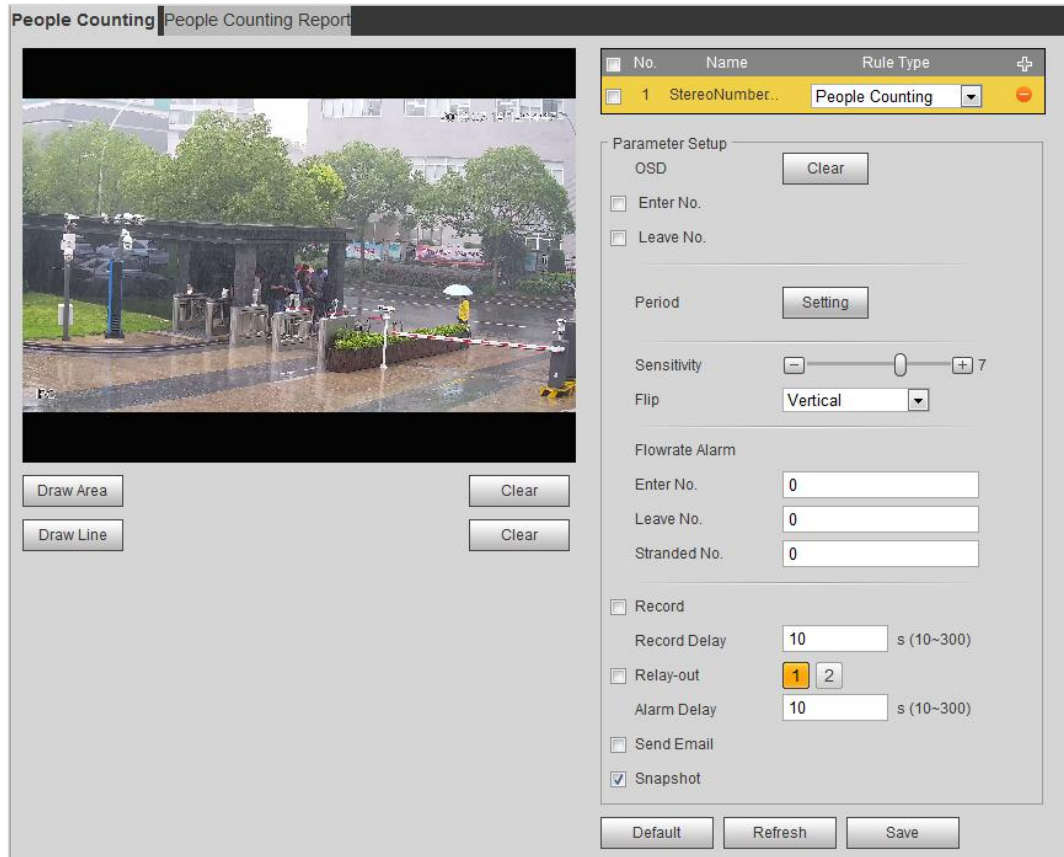 People Counting People Counting Report
No. Name Rule Type
1 StereoNumber... People Counting
Parameter Setup
OSD Clear
Enter No.
Leave No.
Period Setting
Sensitivity 7
Flip Vertical
Flowrate Alarm
Enter No. 0
Leave No. 0
Stranded No. 0
Record
Record Delay 10 s (10~300)
Relay-out 1 2
Alarm Delay 10 s (10~300)
Send Email
Snapshot
Default Refresh Save
Draw Area Clear
Draw Line Clear